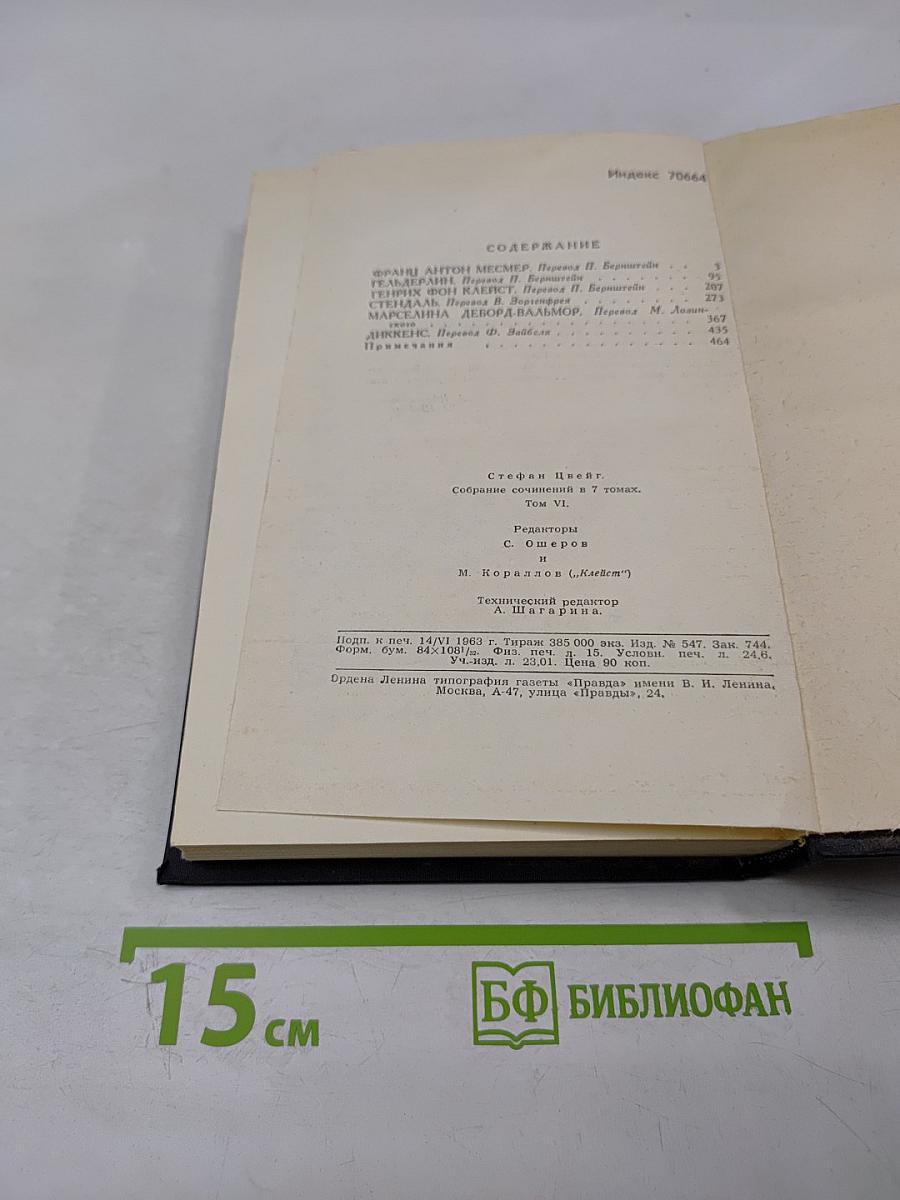 Индекс 70664
СОДЕРЖАНИЕ
ФРАНЦ АНТОН МЕСМЕР. Перевод П. Бернштейн . . 3
ГЕЛЬДЕРЛИН. Перевод П. Бернштейн . . . . . 95
ГЕНРИХ ФОН КЛЕЙСТ. Перевод П. Бернштейн . . . 207
СТЕНДАЛЬ. Перевод В. Зоргенфрея . . . . . . . 273
МАРСЕЛИНА ДЕБОРД-ВАЛЬМОР. Перевод М. Лозин-
ского . . . . . . . . . . . . . . . . 367
ДИККЕНС. Перевод Ф. Зайбеля . . . . . . . . . . 435
Примечания . . . . . . . . . . . . . . 464
Стефан Цвейг.
Собрание сочинений в 7 томах.
Том VI.
Редакторы
С. Ошеров
и
М. Кораллов („Клейст“)
Технический редактор
А. Шагарина.
Подп. к печ. 14/VI 1963 г. Тираж 385 000 экз. Изд. № 547. Зак. 744.
Форм. бум. 84×108¹/₃₂. Физ. печ. л. 15. Условн. печ. л. 24,6.
Уч.-изд. л. 23,01. Цена 90 коп.
Ордена Ленина типография газеты «Правда» имени В. И. Ленина,
Москва, А-47, улица «Правды», 24.
15 см
БФ БИБЛИОФАН